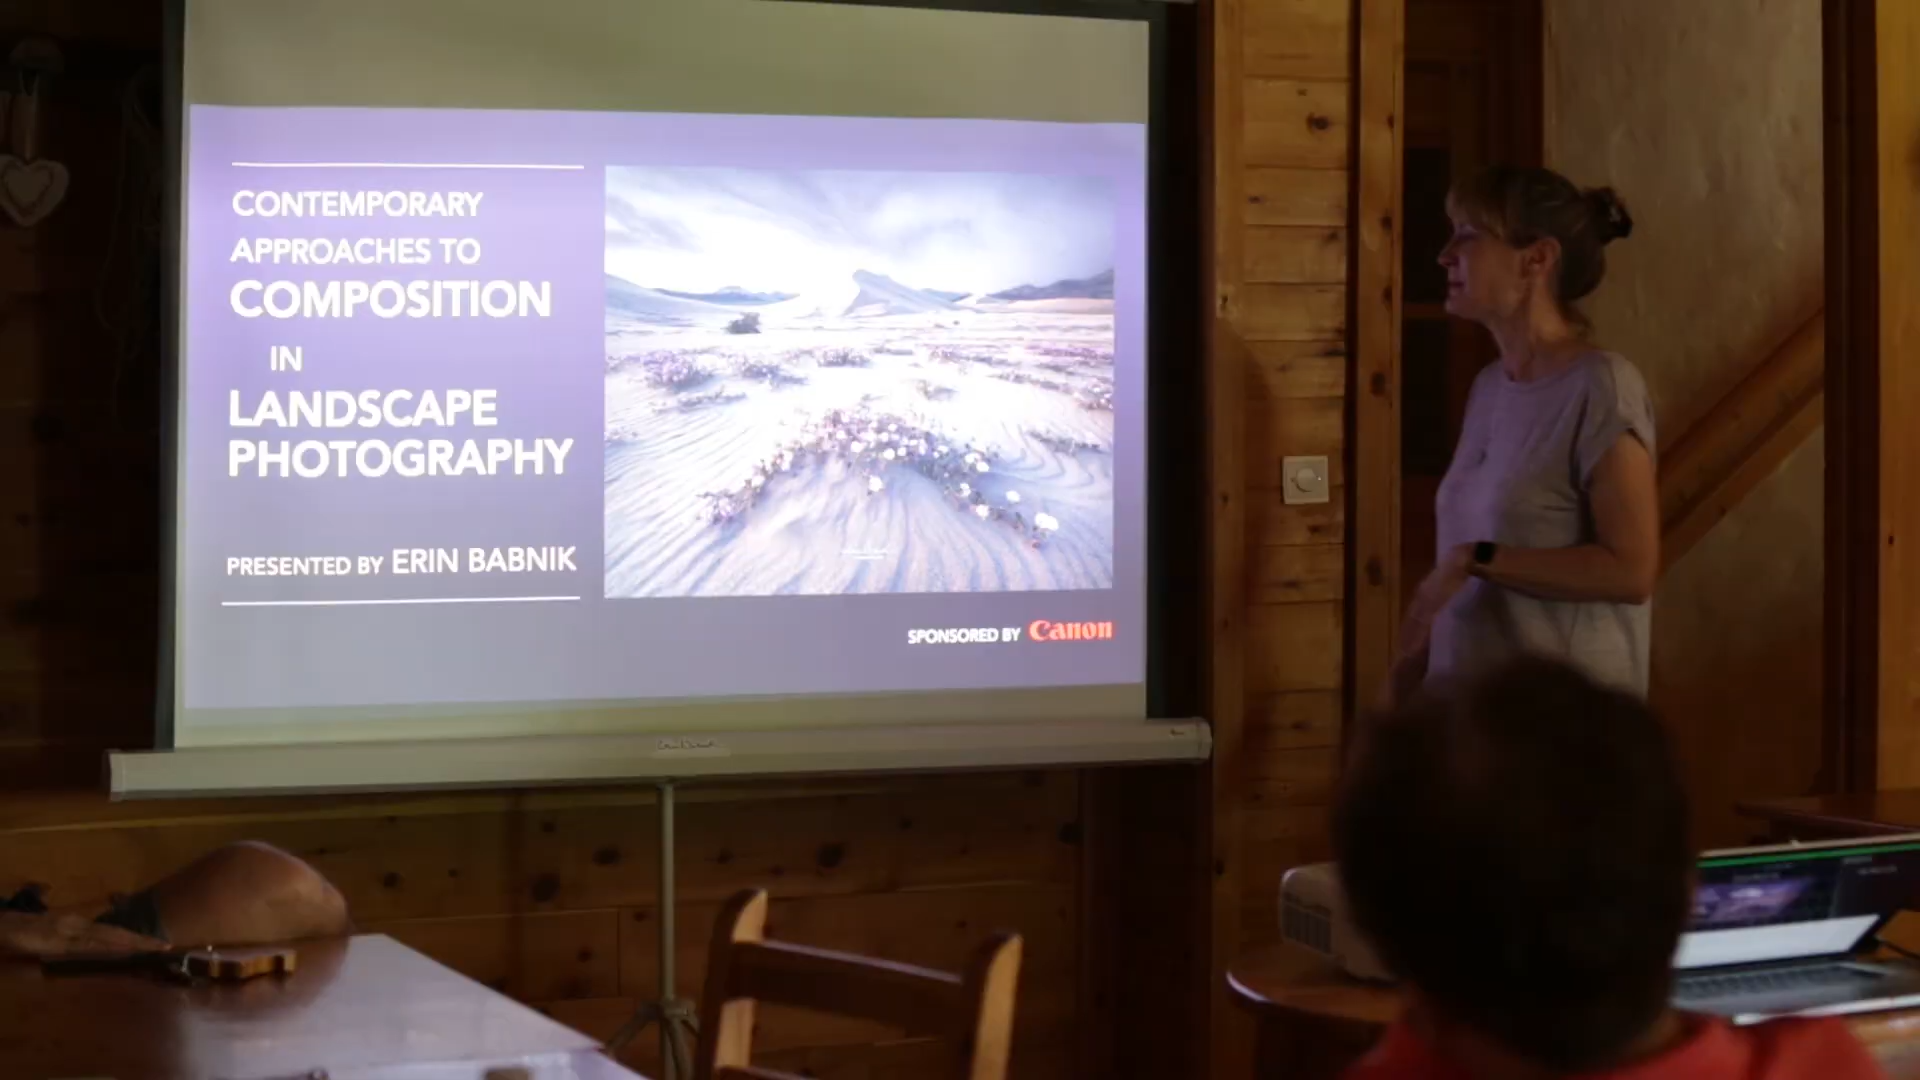 CONTEMPORARY
APPROACHES TO
COMPOSITION
IN
LANDSCAPE
PHOTOGRAPHY
PRESENTED BY ERIN BABNIK
SPONSORED BY Canon